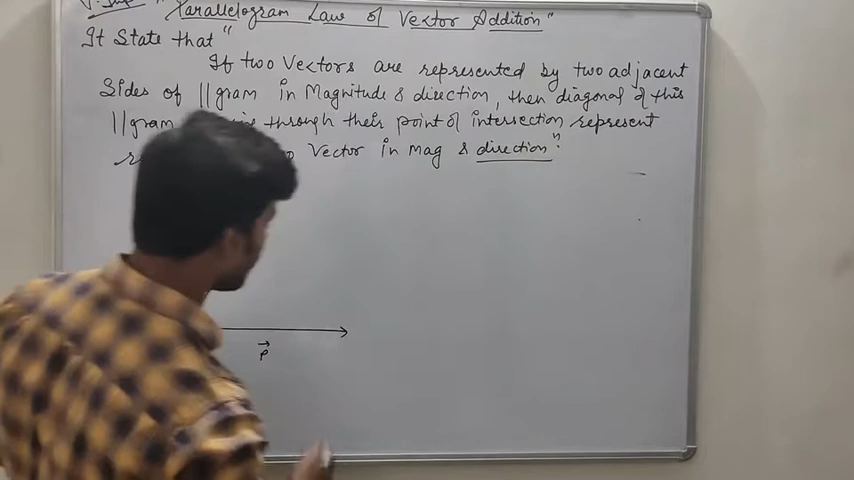 V. Imp " Parallelogram Law of Vector Addition"
It State that "
If two Vectors are represented by two adjacent
Sides of ||gram in Magnitude & direction, then diagonal of this
||gram through their point of intersection represent
Vector in mag & direction"
P